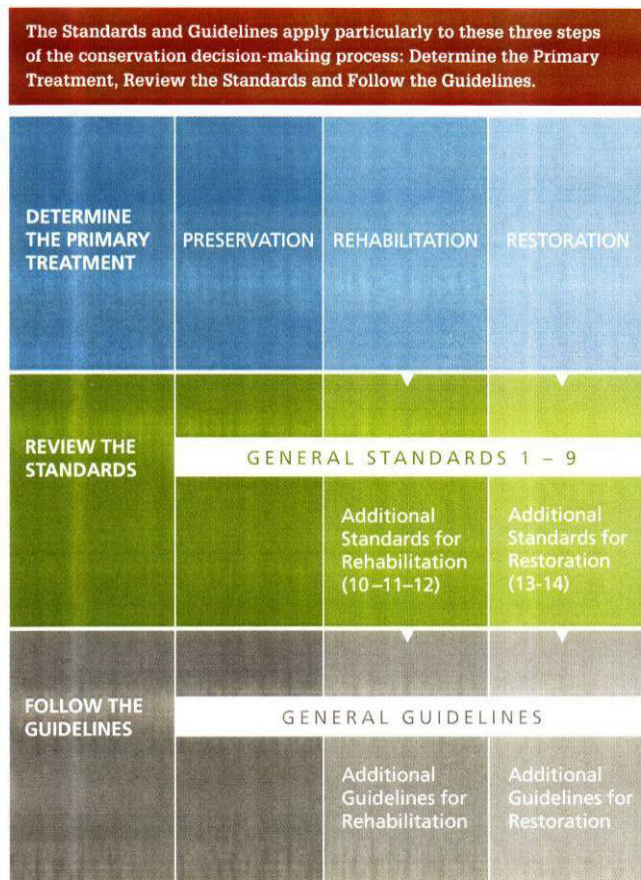 The Standards and Guidelines apply particularly to these three steps
of the conservation decision-making process: Determine the Primary
Treatment, Review the Standards and Follow the Guidelines.
DETERMINE
THE PRIMARY
TREATMENT
PRESERVATION
REHABILITATION
RESTORATION
REVIEW THE
STANDARDS
GENERAL STANDARDS 1 – 9
Additional
Standards for
Rehabilitation
(10–11–12)
Additional
Standards for
Restoration
(13-14)
FOLLOW THE
GUIDELINES
GENERAL GUIDELINES
Additional
Guidelines for
Rehabilitation
Additional
Guidelines for
Restoration